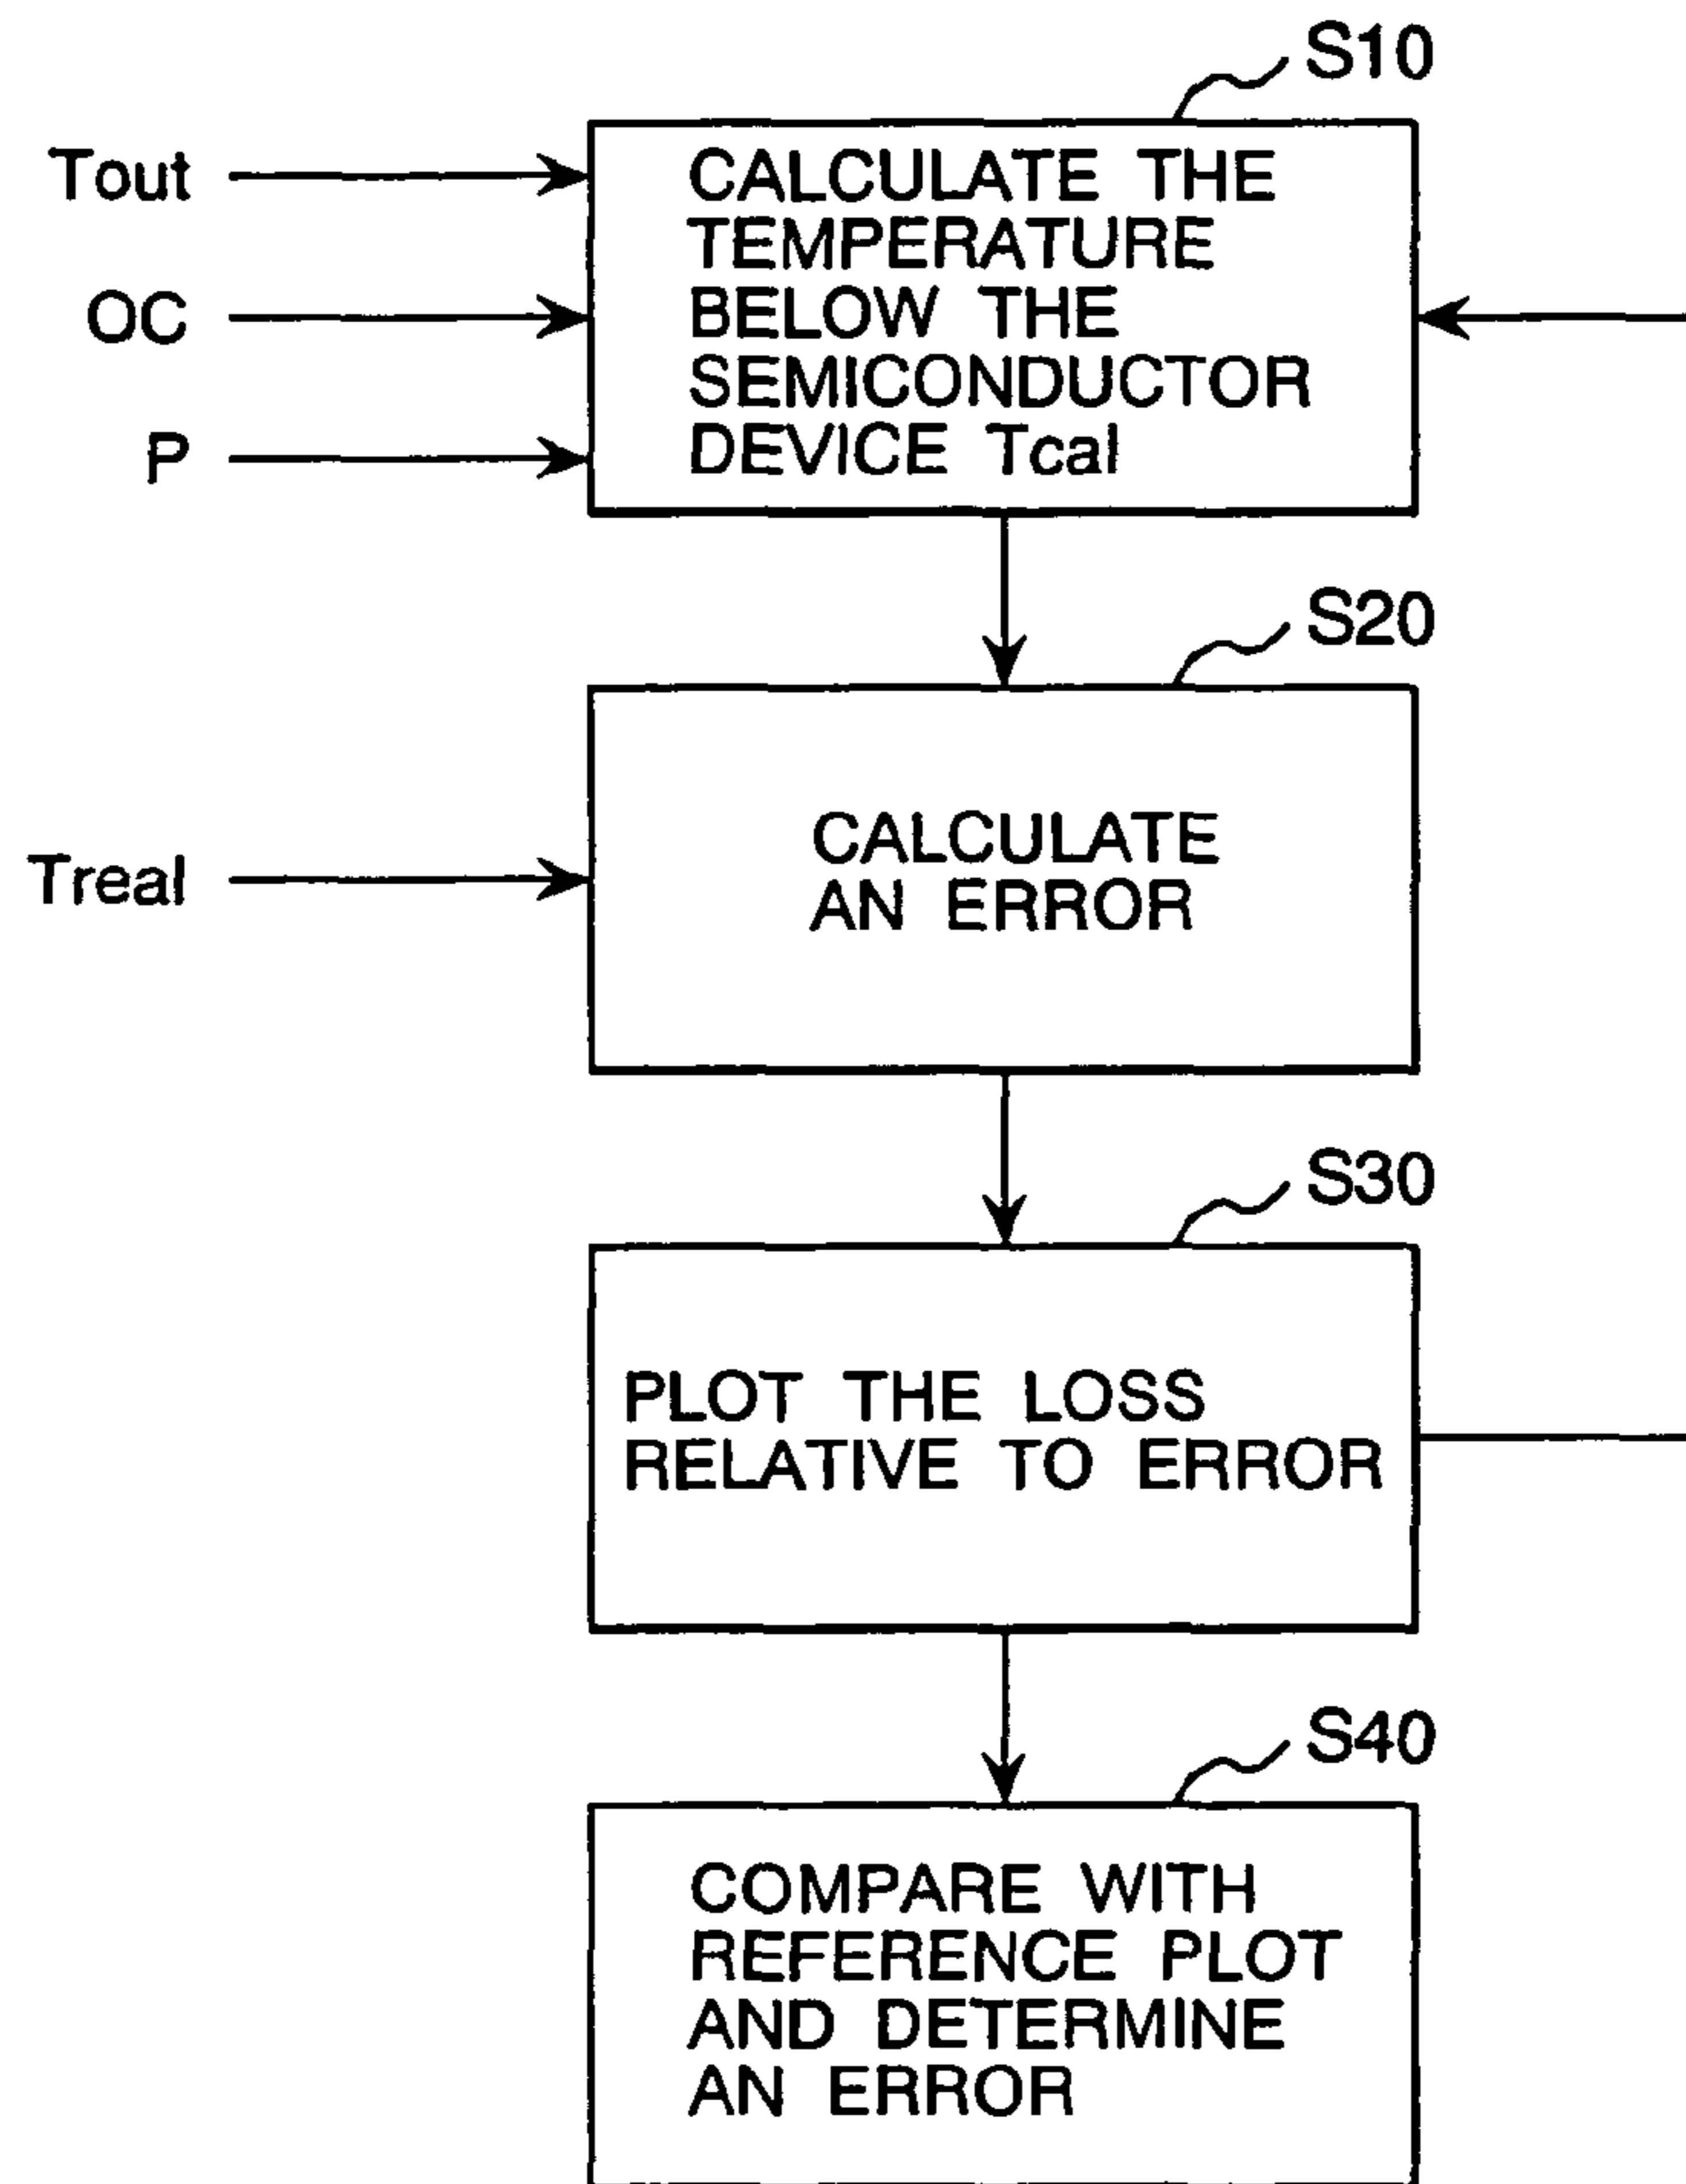 S10
Tout
OC
P
CALCULATE THE
TEMPERATURE
BELOW THE
SEMICONDUCTOR
DEVICE Tcal
S20
Treal
CALCULATE
AN ERROR
S30
PLOT THE LOSS
RELATIVE TO ERROR
S40
COMPARE WITH
REFERENCE PLOT
AND DETERMINE
AN ERROR